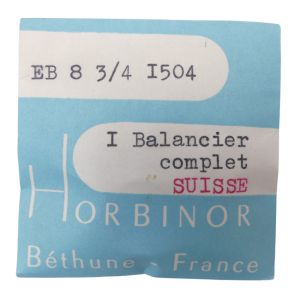 EB 8 3/4 I504
I Balancier
complet
SUISSE
HORBINOR
Béthune - France